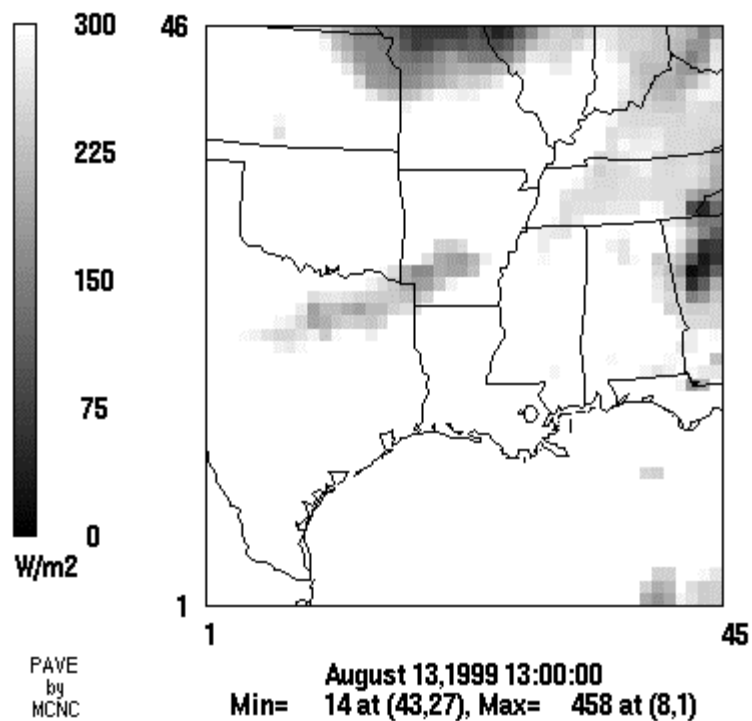 300
225
150
75
0
W/m2
46
1
1
45
PAVE
by
MCNC
August 13,1999 13:00:00
Min= 14 at (43,27), Max= 458 at (8,1)